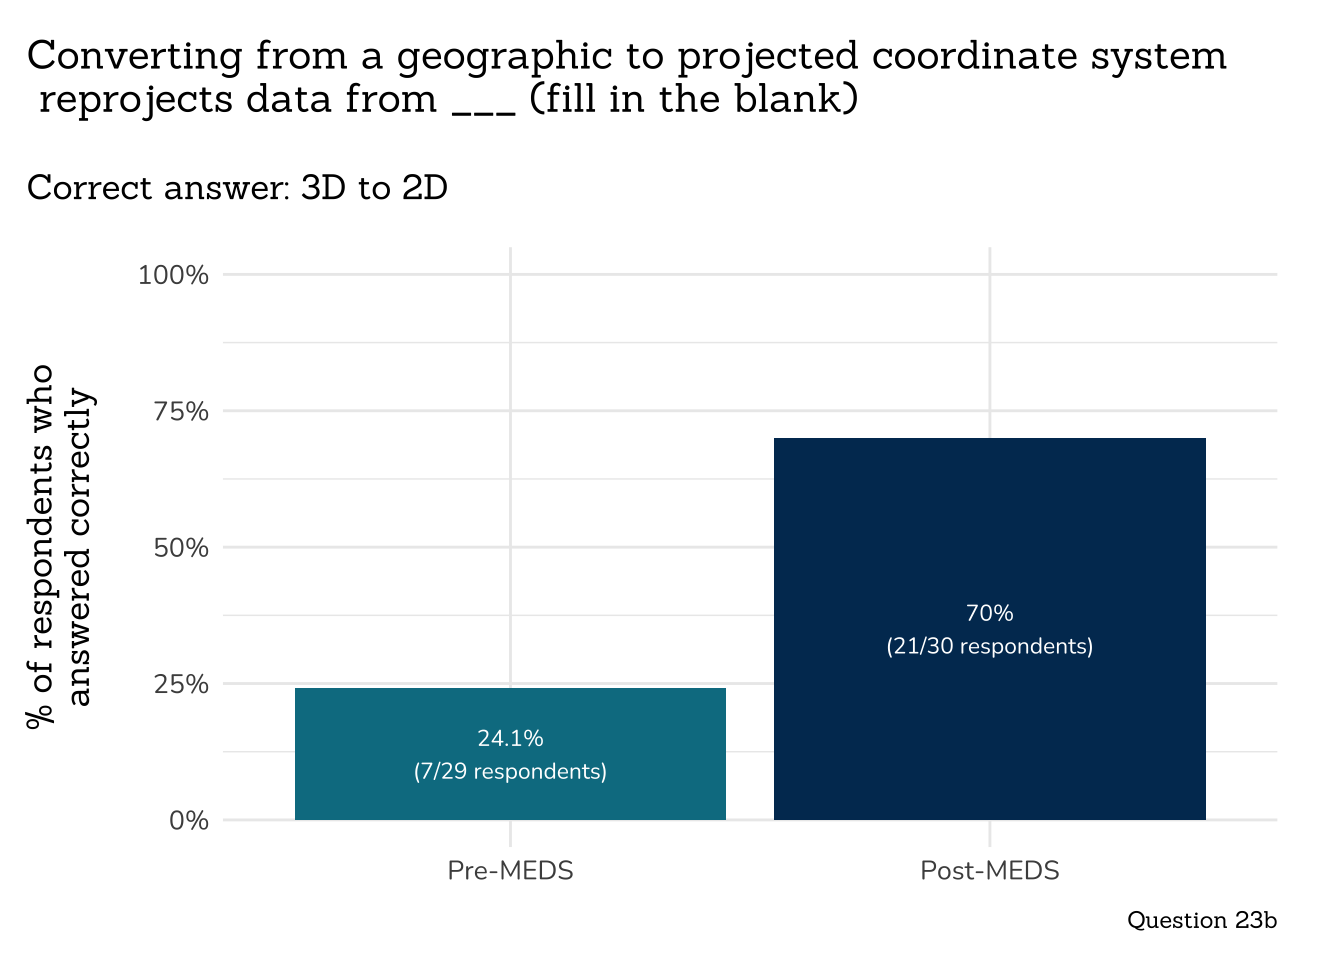 Converting from a geographic to projected coordinate system
reprojects data from ___ (fill in the blank)
Correct answer: 3D to 2D
% of respondents who
answered correctly
100%
75%
50%
25%
0%
24.1%
(7/29 respondents)
70%
(21/30 respondents)
Pre-MEDS
Post-MEDS
Question 23b